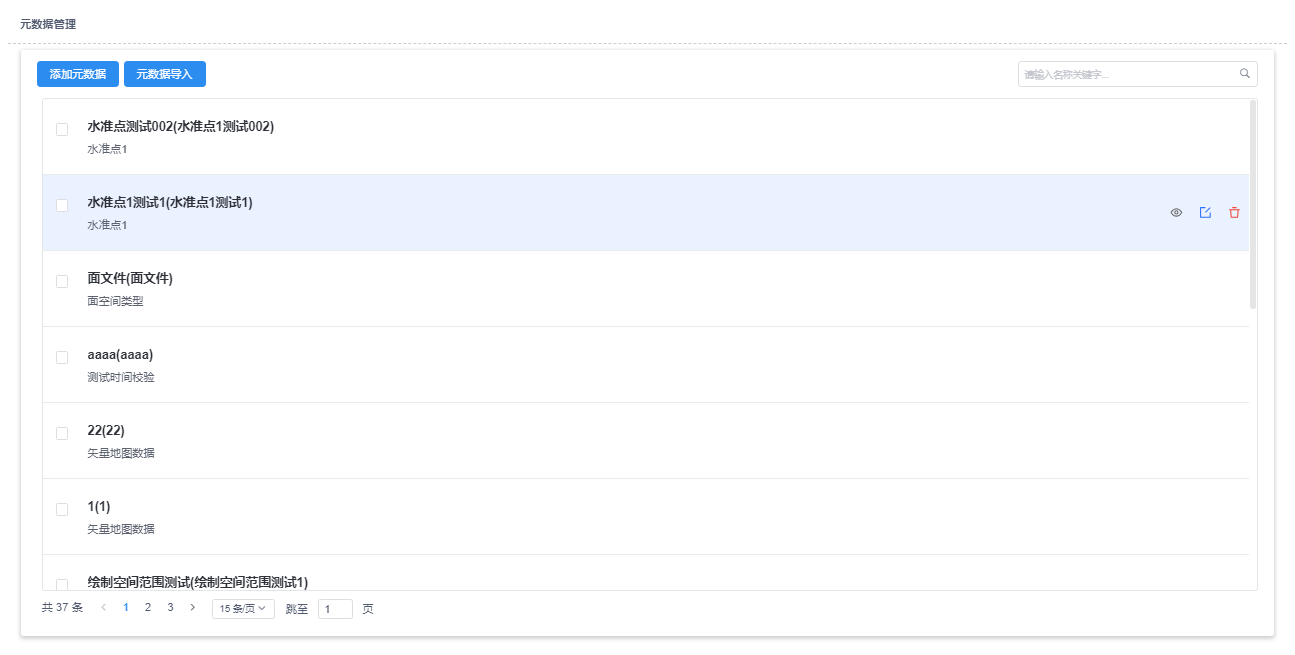 元数据管理
添加元数据 元数据导入 请输入名称关键字...
水准点测试002(水准点1测试002)
水准点1
水准点1测试1(水准点1测试1)
水准点1
面文件(面文件)
面空间类型
aaaa(aaaa)
测试时间校验
22(22)
矢量地图数据
1(1)
矢量地图数据
绘制空间范围测试(绘制空间范围测试1)
共 37 条 1 2 3 15 条/页 跳至 1 页